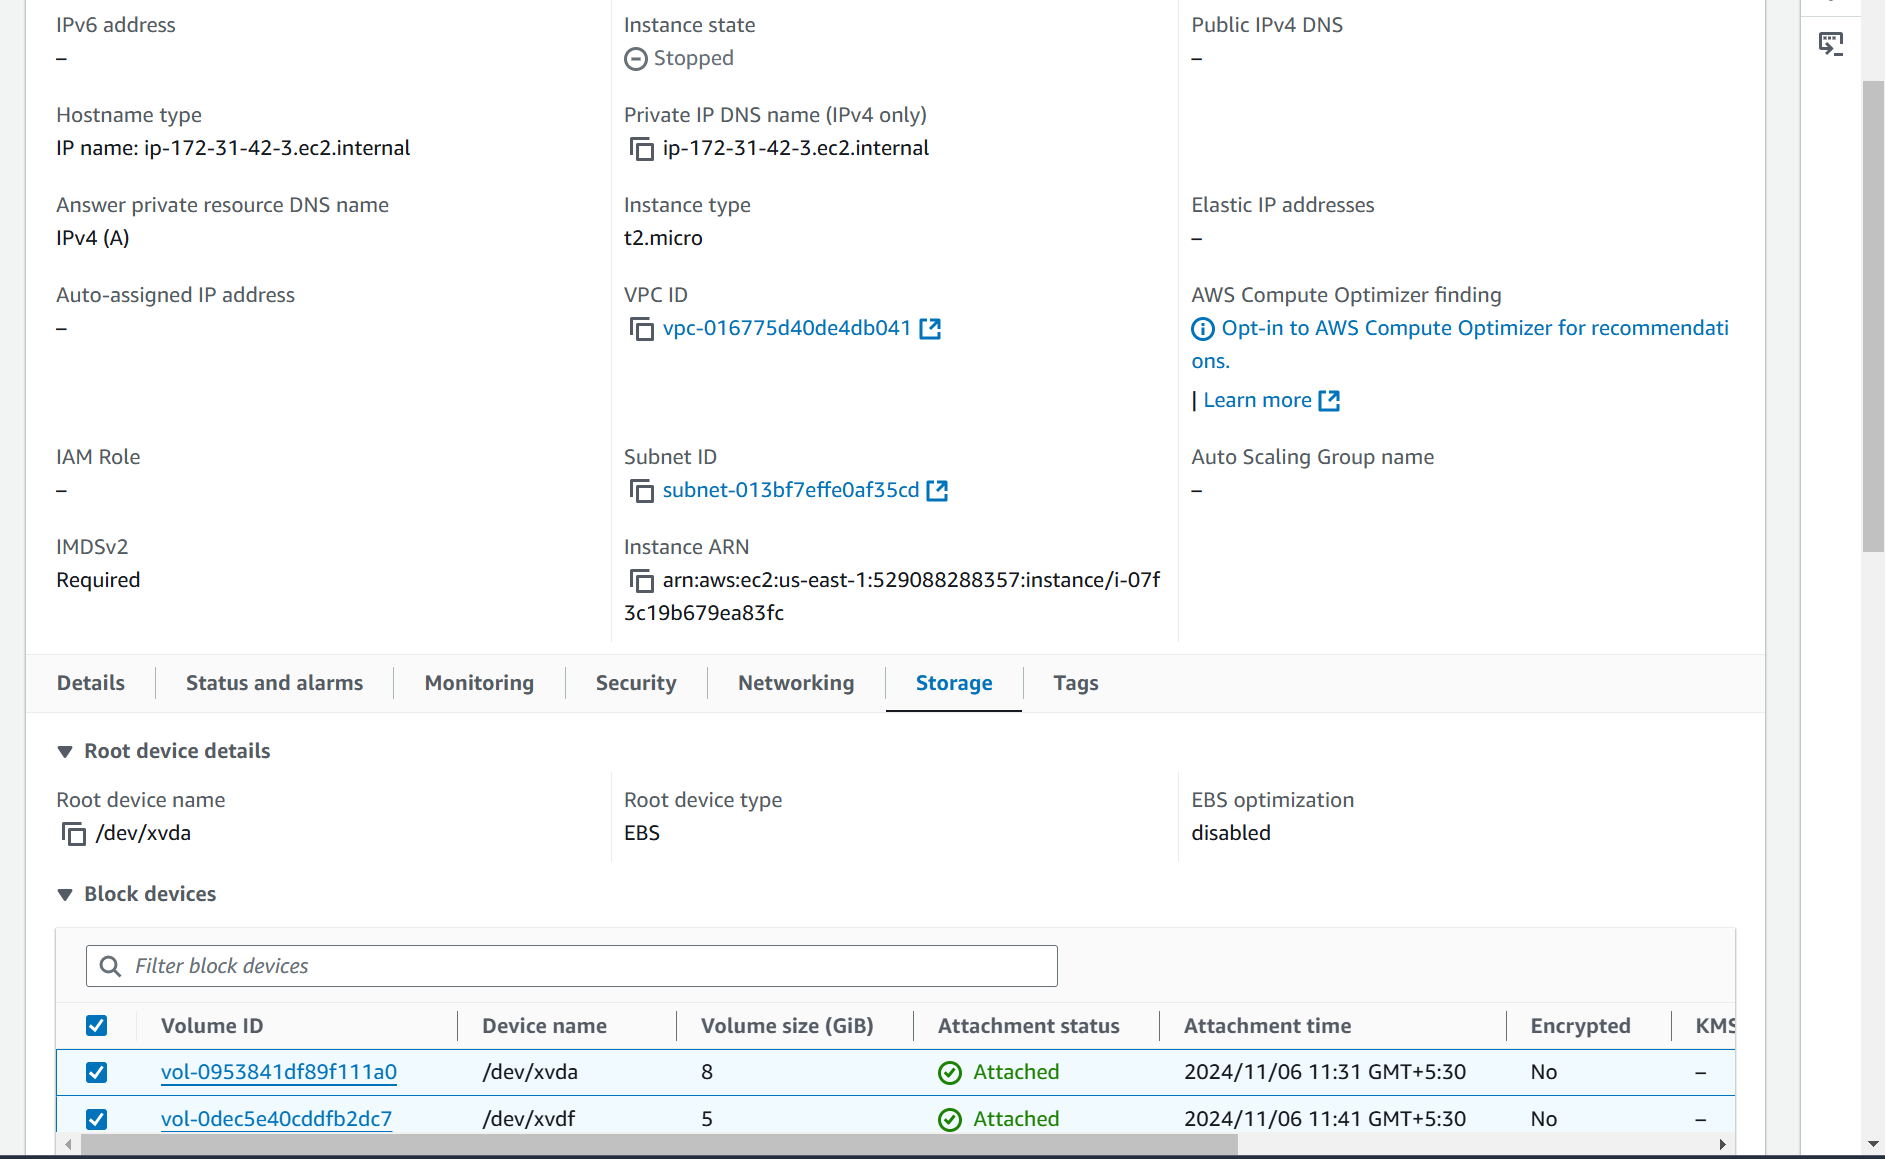 IPv6 address
–
Instance state
Stopped
Public IPv4 DNS
–
Hostname type
IP name: ip-172-31-42-3.ec2.internal
Private IP DNS name (IPv4 only)
ip-172-31-42-3.ec2.internal
Answer private resource DNS name
IPv4 (A)
Instance type
t2.micro
Elastic IP addresses
–
Auto-assigned IP address
–
VPC ID
vpc-016775d40de4db041
AWS Compute Optimizer finding
Opt-in to AWS Compute Optimizer for recommendati
ons.
| Learn more
IAM Role
–
Subnet ID
subnet-013bf7effe0af35cd
Auto Scaling Group name
–
IMDSv2
Required
Instance ARN
arn:aws:ec2:us-east-1:529088288357:instance/i-07f
3c19b679ea83fc
Details Status and alarms Monitoring Security Networking Storage Tags
Root device details
Root device name
/dev/xvda
Root device type
EBS
EBS optimization
disabled
Block devices
Filter block devices
Volume ID Device name Volume size (GiB) Attachment status Attachment time Encrypted KMS
vol-0953841df89f111a0 /dev/xvda 8 Attached 2024/11/06 11:31 GMT+5:30 No –
vol-0dec5e40cddfb2dc7 /dev/xvdf 5 Attached 2024/11/06 11:41 GMT+5:30 No –